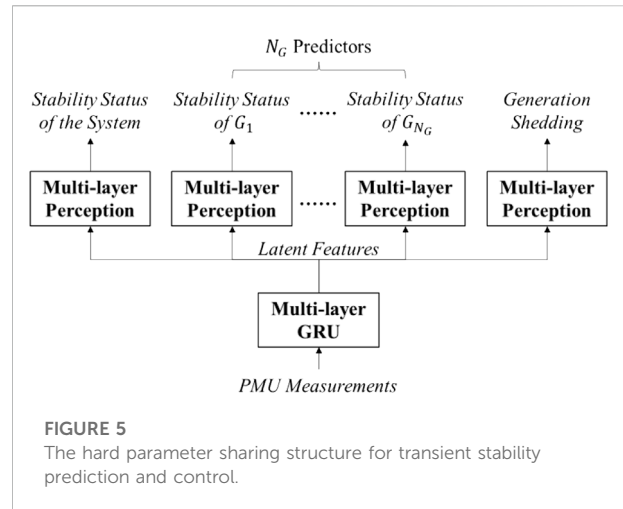 N_G Predictors
Stability Status of the System
Stability Status of G_1
......
Stability Status of G_{N_G}
Generation Shedding
Multi-layer Perception
Multi-layer Perception
......
Multi-layer Perception
Multi-layer Perception
Latent Features
Multi-layer GRU
PMU Measurements
FIGURE 5
The hard parameter sharing structure for transient stability
prediction and control.